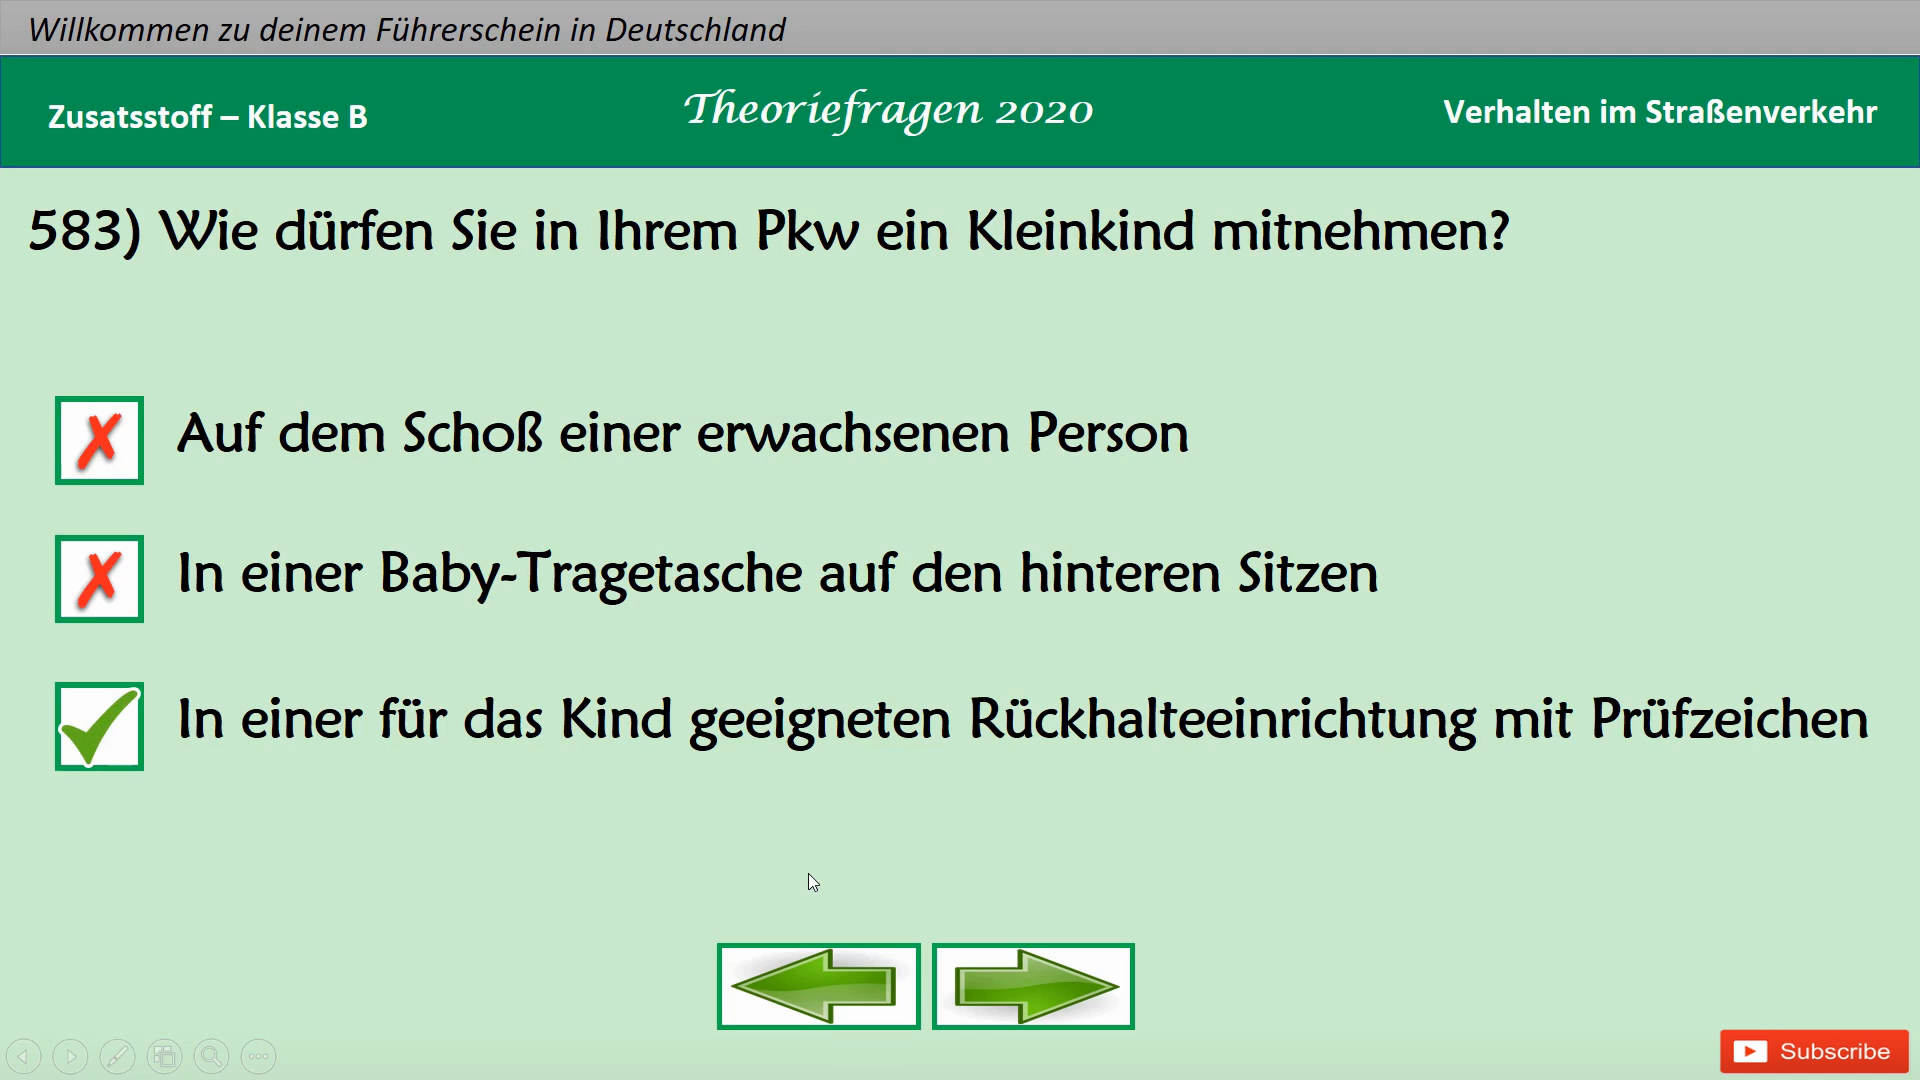 Willkommen zu deinem Führerschein in Deutschland
Zusatsstoff – Klasse B
Theoriefragen 2020
Verhalten im Straßenverkehr
583) Wie dürfen Sie in Ihrem Pkw ein Kleinkind mitnehmen?
Auf dem Schoß einer erwachsenen Person
In einer Baby-Tragetasche auf den hinteren Sitzen
In einer für das Kind geeigneten Rückhalteeinrichtung mit Prüfzeichen
Subscribe